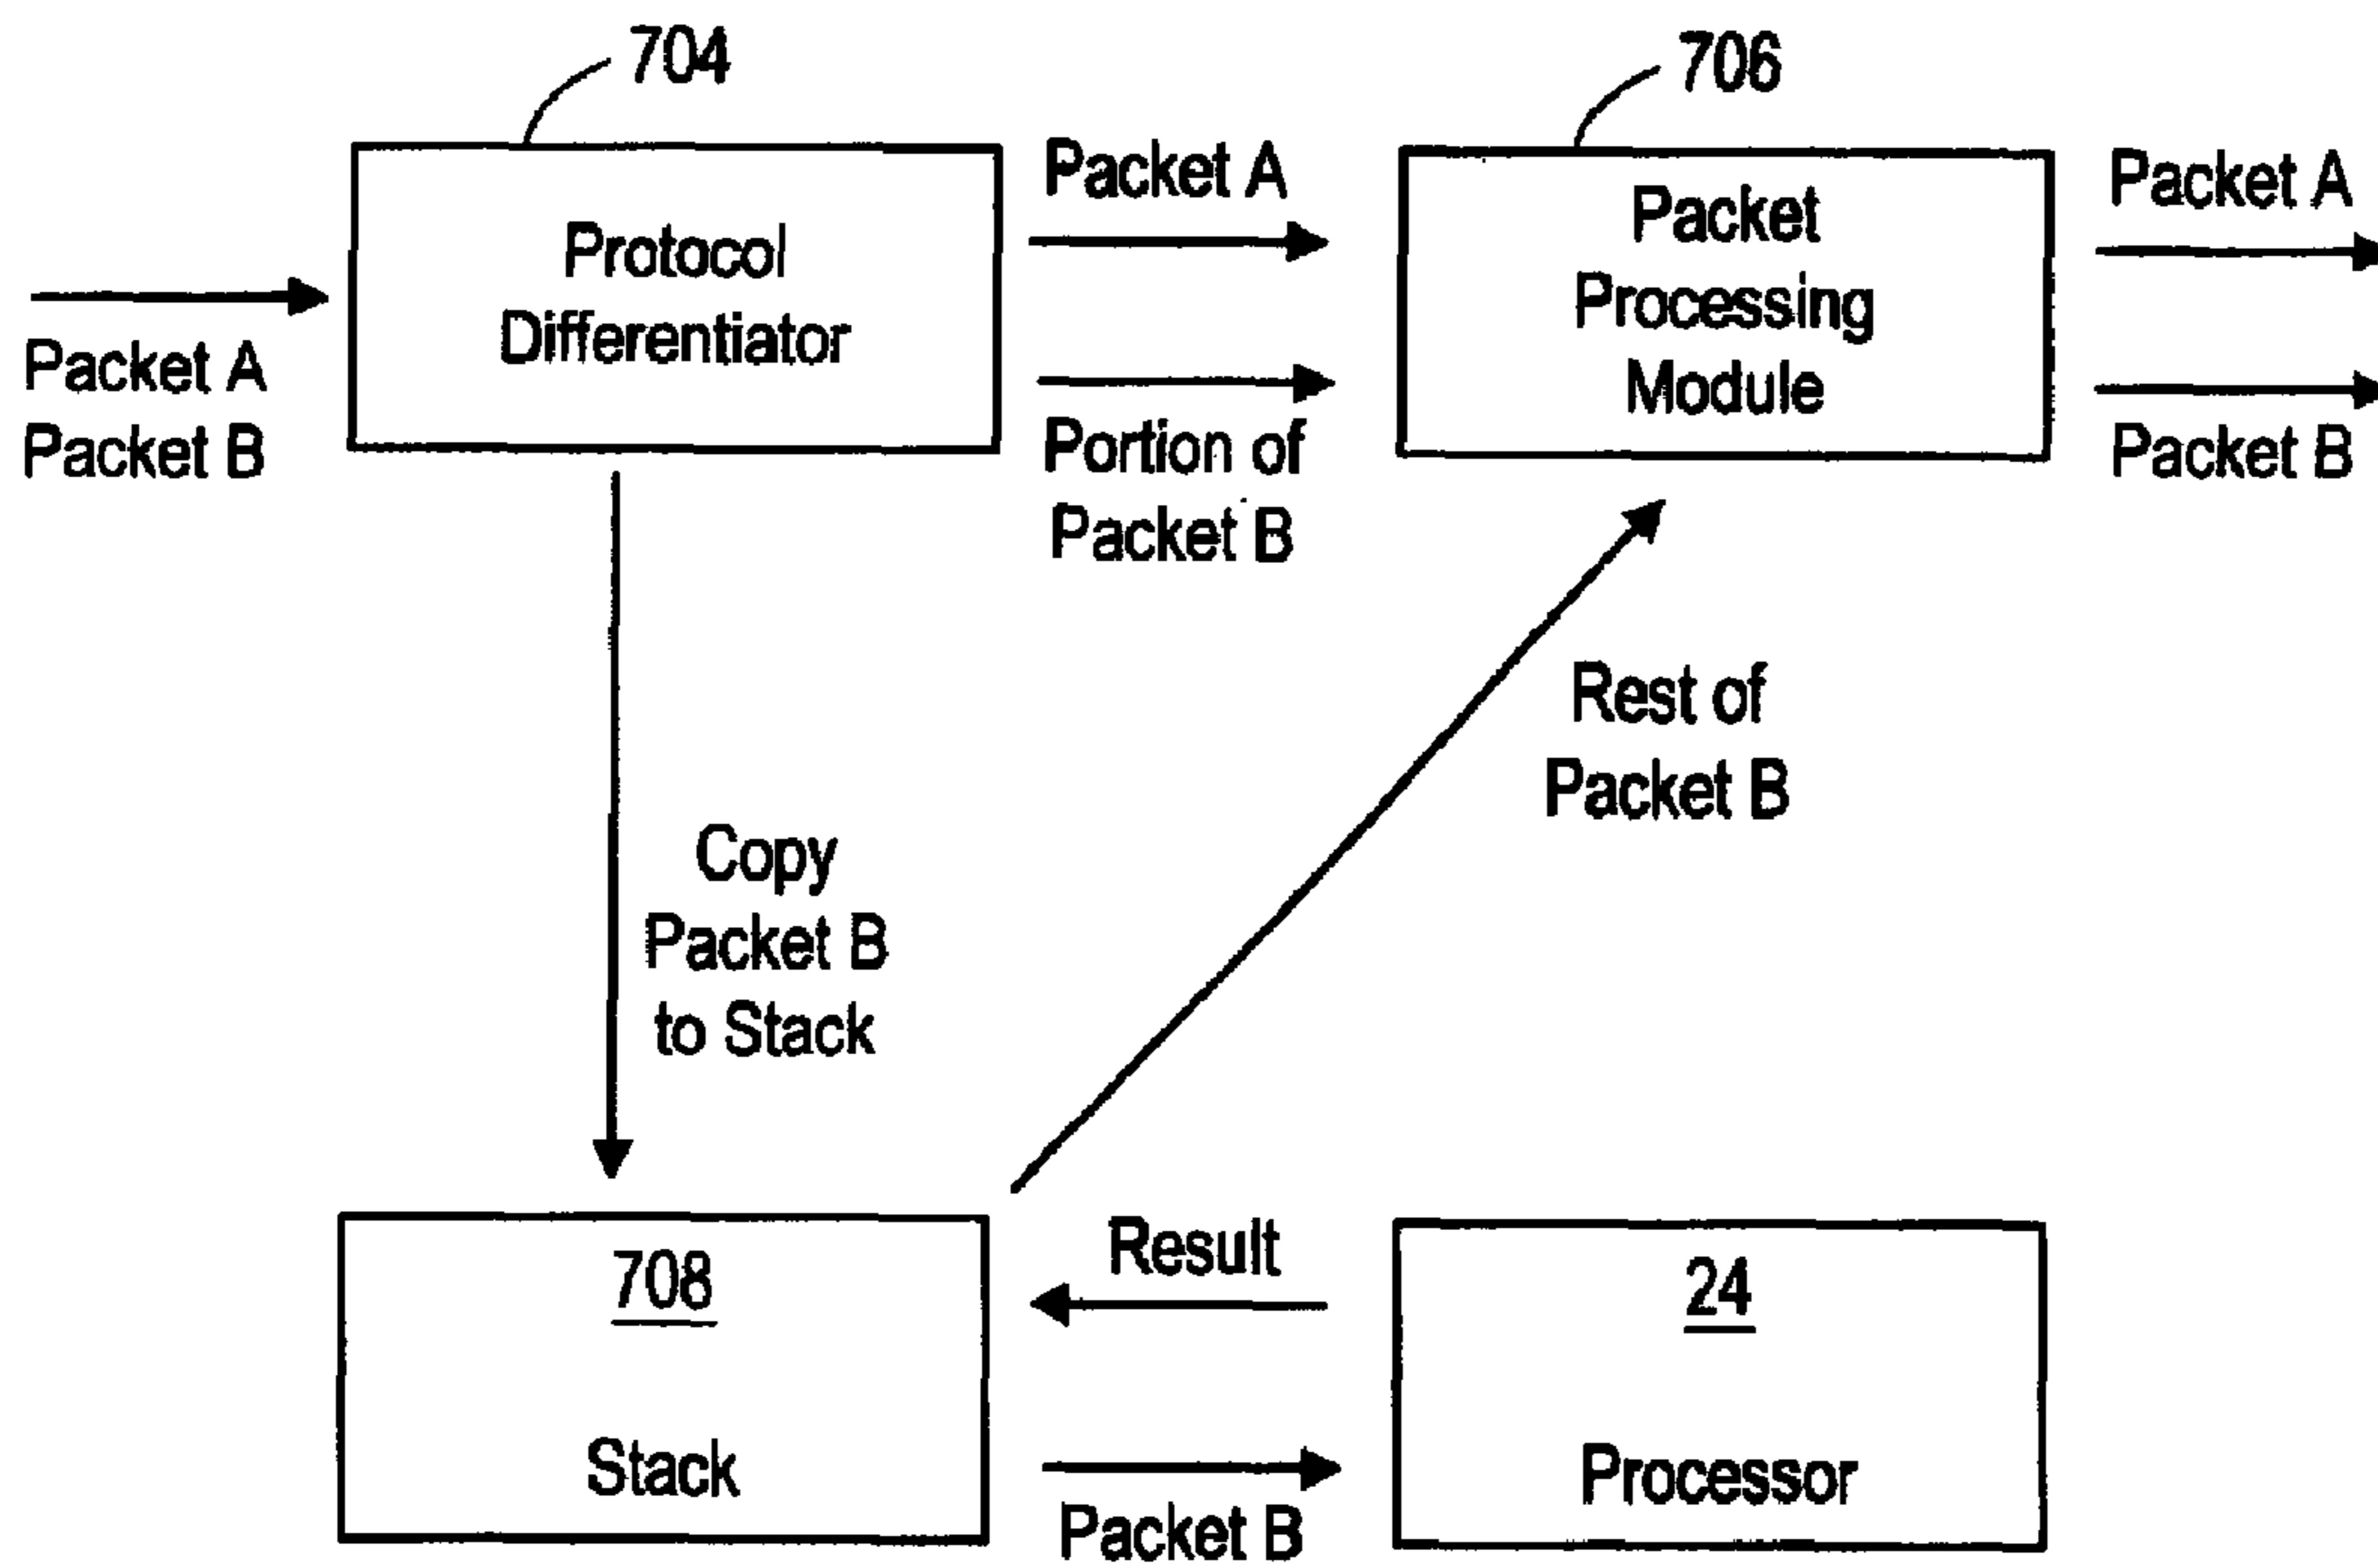 704
706
Protocol
Differentiator
Packet A
Packet B
Packet A
Portion of
Packet B
Packet
Processing
Module
Packet A
Packet B
Copy
Packet B
to Stack
Rest of
Packet B
708
Stack
Result
Packet B
24
Processor